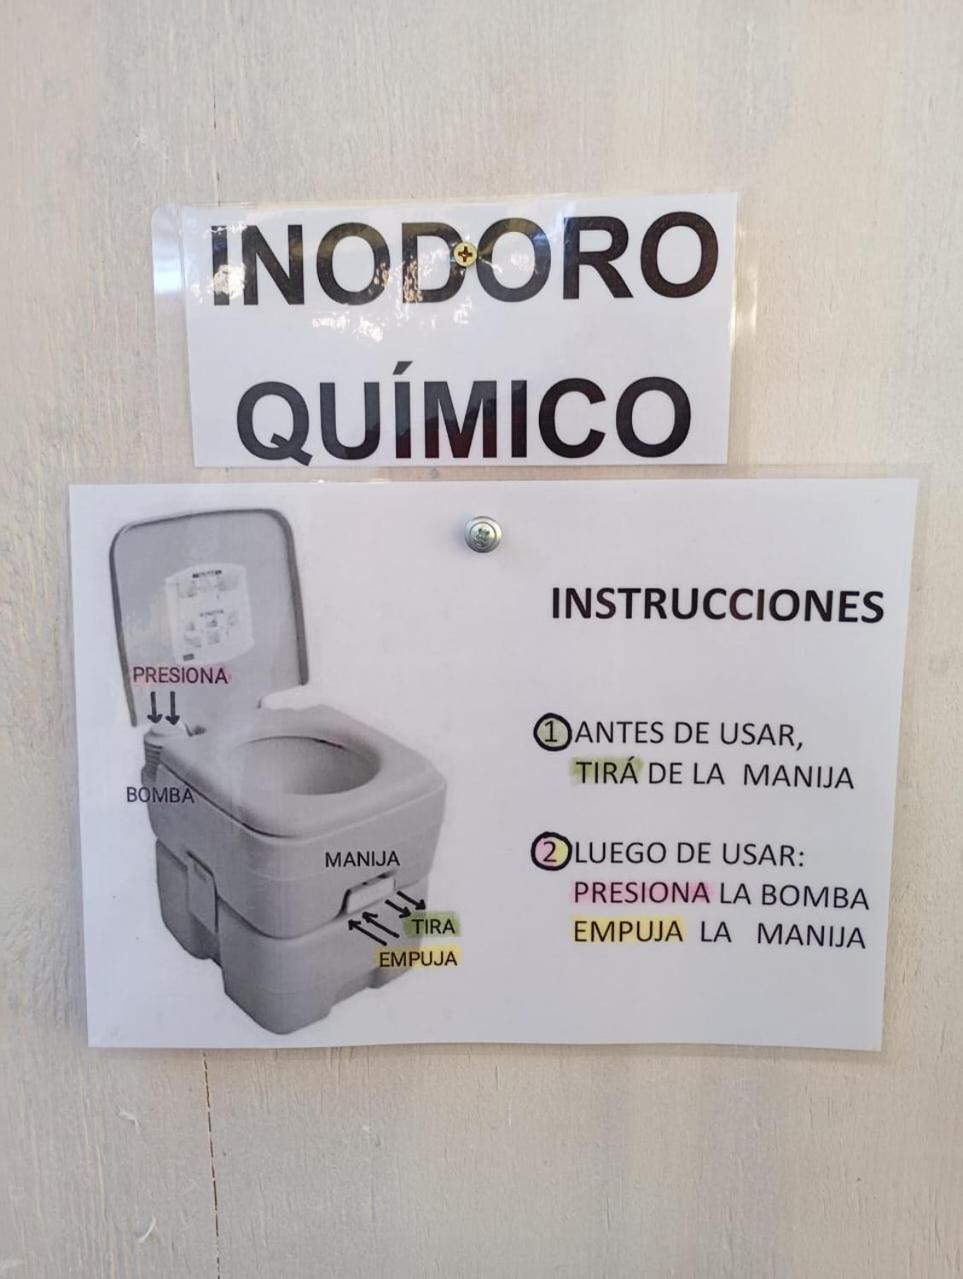 INODORO
QUÍMICO
INSTRUCCIONES
PRESIONA
BOMBA
MANIJA
TIRA
EMPUJA
1 ANTES DE USAR,
TIRÁ DE LA MANIJA
2 LUEGO DE USAR:
PRESIONA LA BOMBA
EMPUJA LA MANIJA